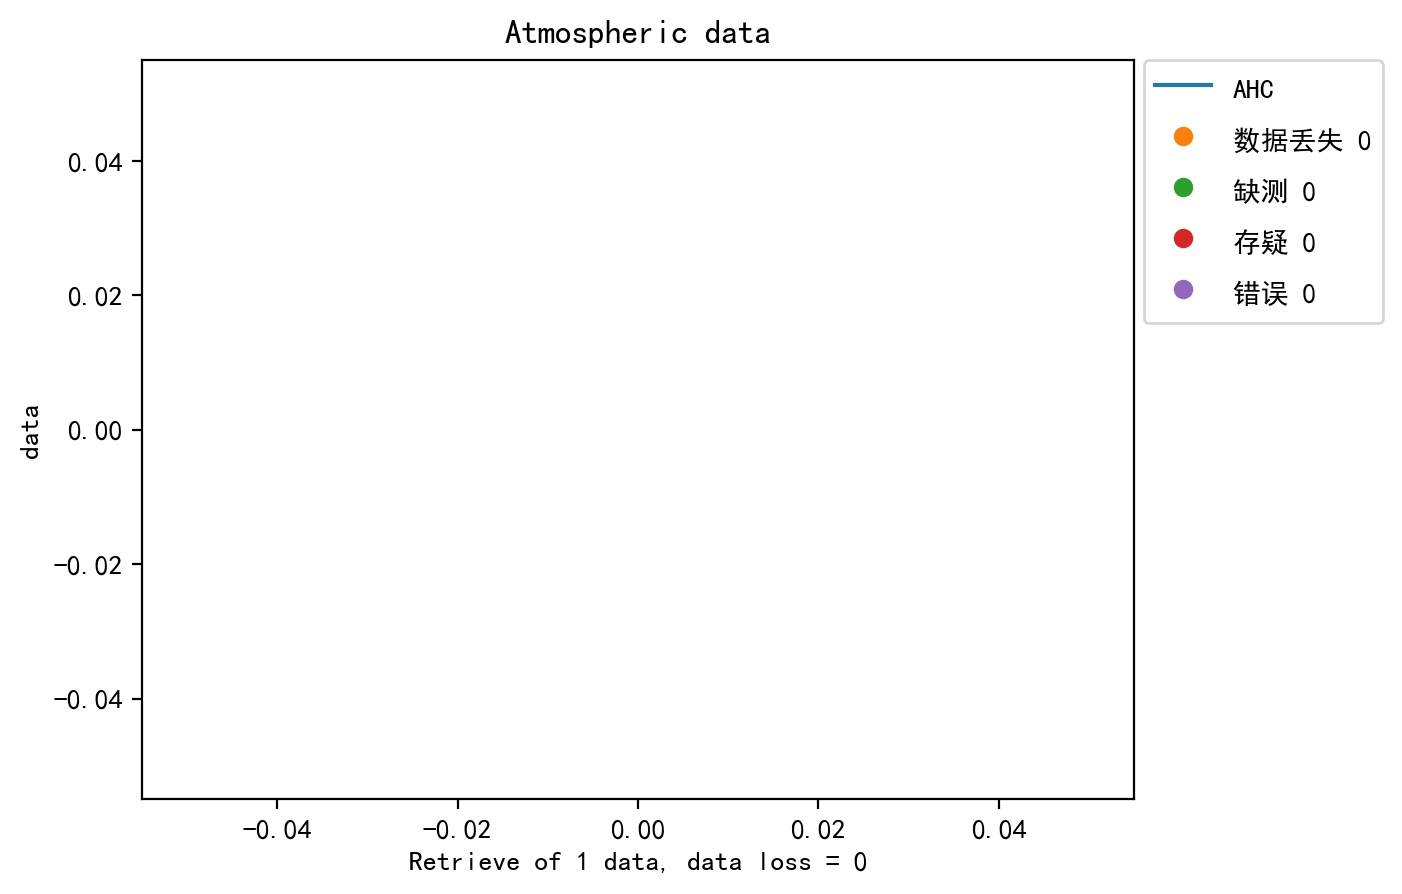 Atmospheric data
AHC
数据丢失 0
缺测 0
存疑 0
错误 0
0.04
0.02
0.00
-0.02
-0.04
data
-0.04
-0.02
0.00
0.02
0.04
Retrieve of 1 data, data loss = 0